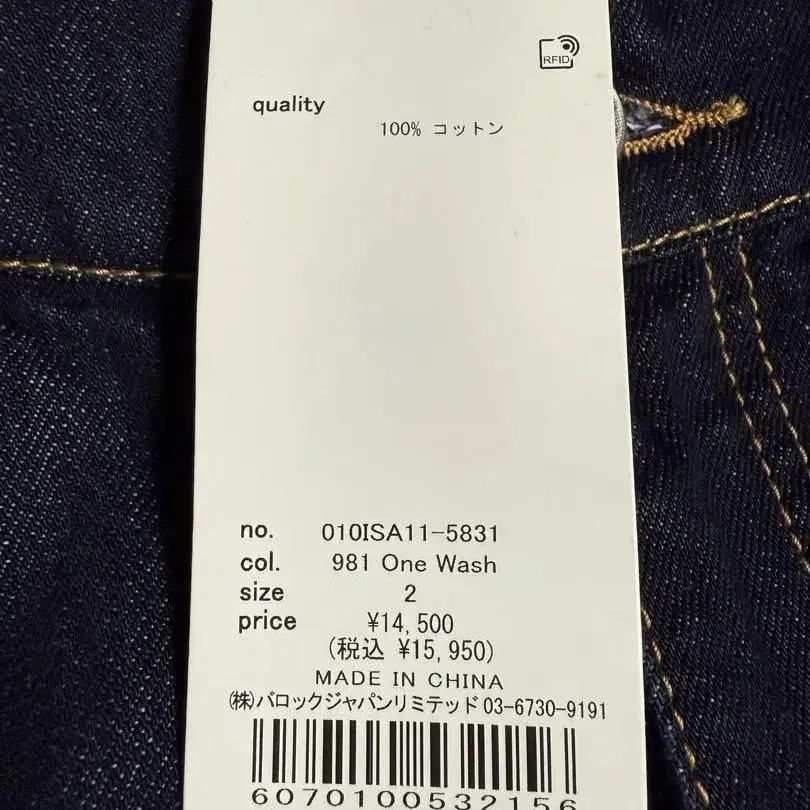 RFID
quality
100% コットン
no. 010ISA11-5831
col. 981 One Wash
size 2
price ¥14,500
(税込 ¥15,950)
MADE IN CHINA
(株)バロックジャパンリミテッド 03-6730-9191
6070100532156